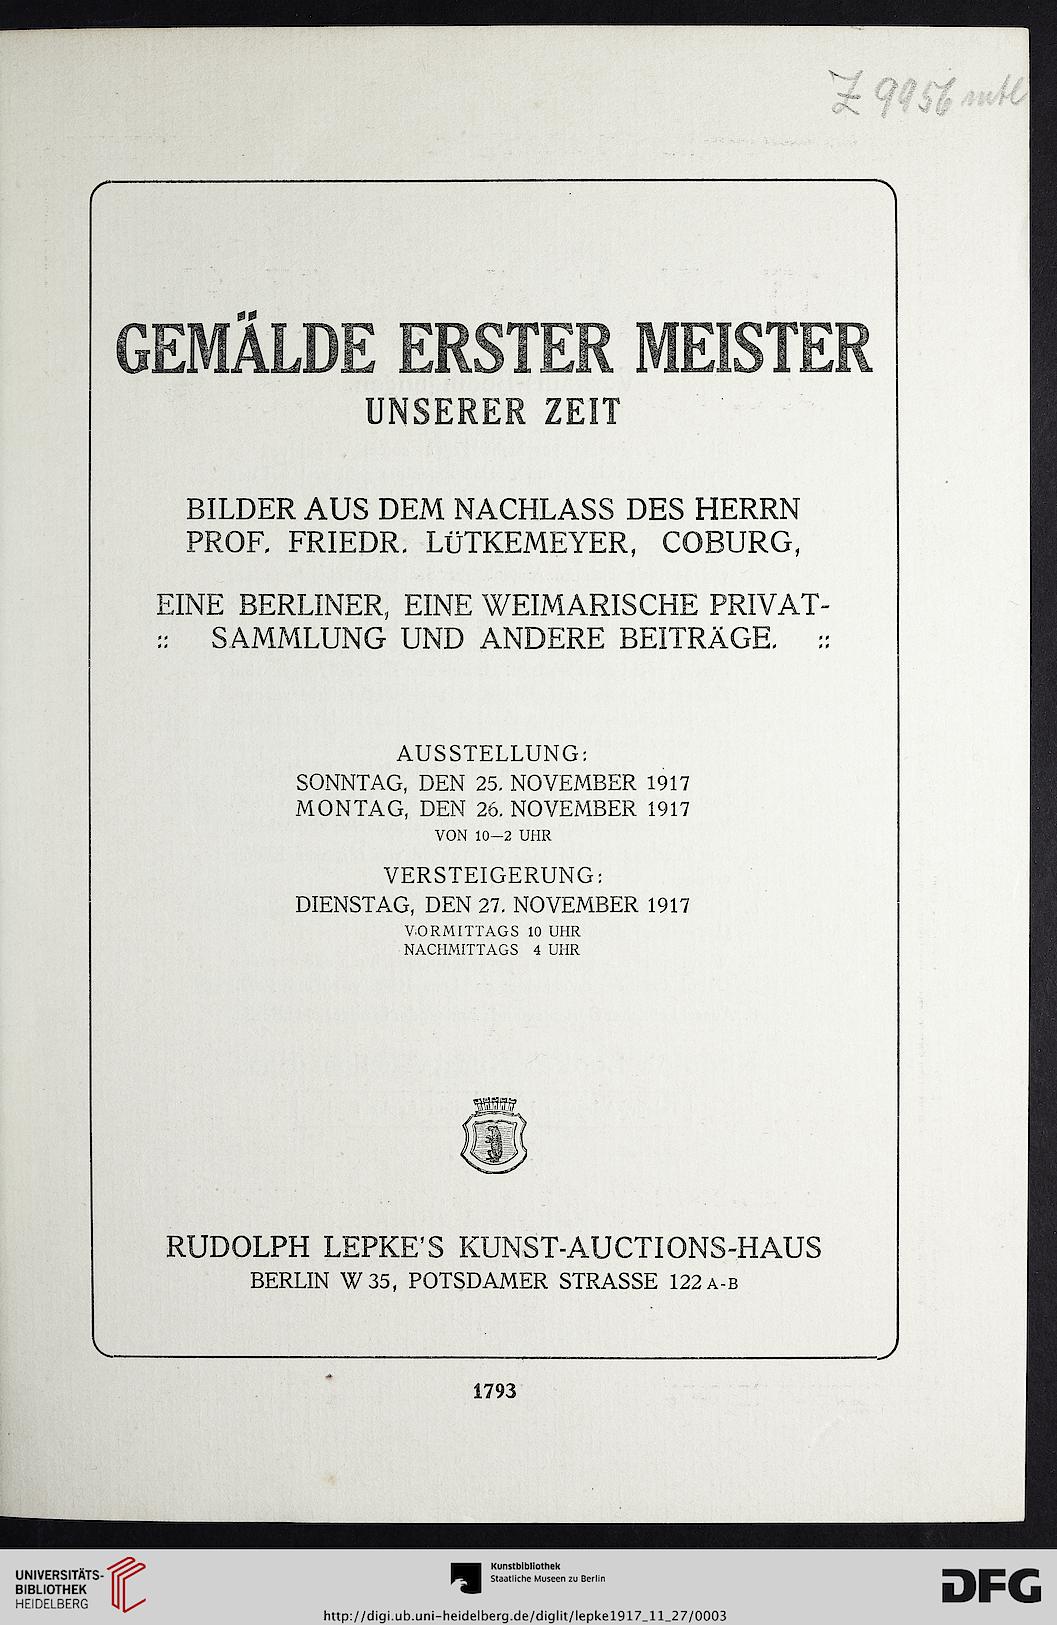 Z 9956 mbl
GEMÄLDE ERSTER MEISTER
UNSERER ZEIT
BILDER AUS DEM NACHLASS DES HERRN
PROF. FRIEDR. LÜTKEMEYER, COBURG,
EINE BERLINER, EINE WEIMARISCHE PRIVAT-
:: SAMMLUNG UND ANDERE BEITRÄGE. ::
AUSSTELLUNG:
SONNTAG, DEN 25. NOVEMBER 1917
MONTAG, DEN 26. NOVEMBER 1917
VON 10—2 UHR
VERSTEIGERUNG:
DIENSTAG, DEN 27. NOVEMBER 1917
VORMITTAGS 10 UHR
NACHMITTAGS 4 UHR
RUDOLPH LEPKE'S KUNST-AUCTIONS-HAUS
BERLIN W 35, POTSDAMER STRASSE 122 A-B
1793
UNIVERSITÄTS-
BIBLIOTHEK
HEIDELBERG
Kunstbibliothek
Staatliche Museen zu Berlin
DFG
http://digi.ub.uni-heidelberg.de/diglit/lepke1917_11_27/0003